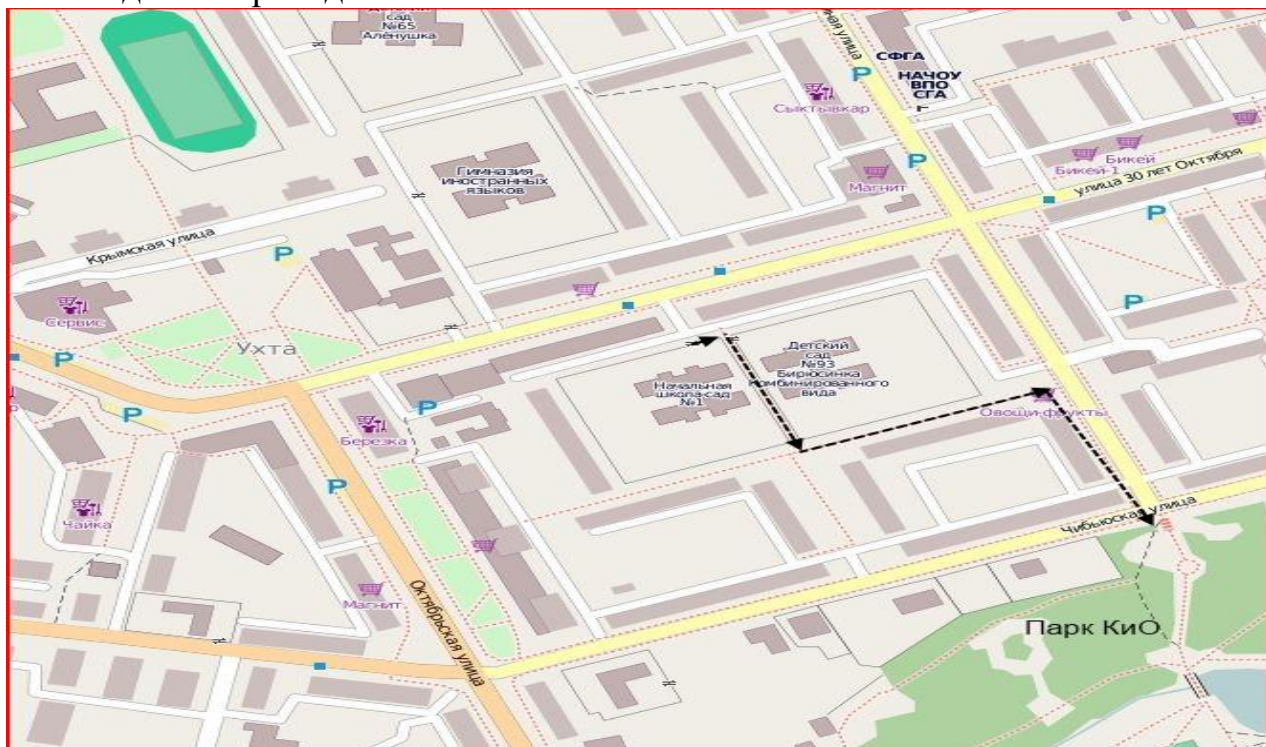 сад
№65
Алёнушка
улица
СФГА
НАЧОУ
ВПО
СГА
P
Сыктывкар
P
Бикей
Бикей-1
улица 30 лет Октября
Магнит
Гимназия
иностранных
языков
P
Крымская улица
P
P
Сервис
Ухта
P
Детский
сад
№93
Бирюсинка
Комбинированного
вида
Начальная
школа-сад
№1
Овощи-фрукты
P
P
Березка
P
Чибьюская улица
Чайка
Магнит
Октябрьская улица
Парк КиО